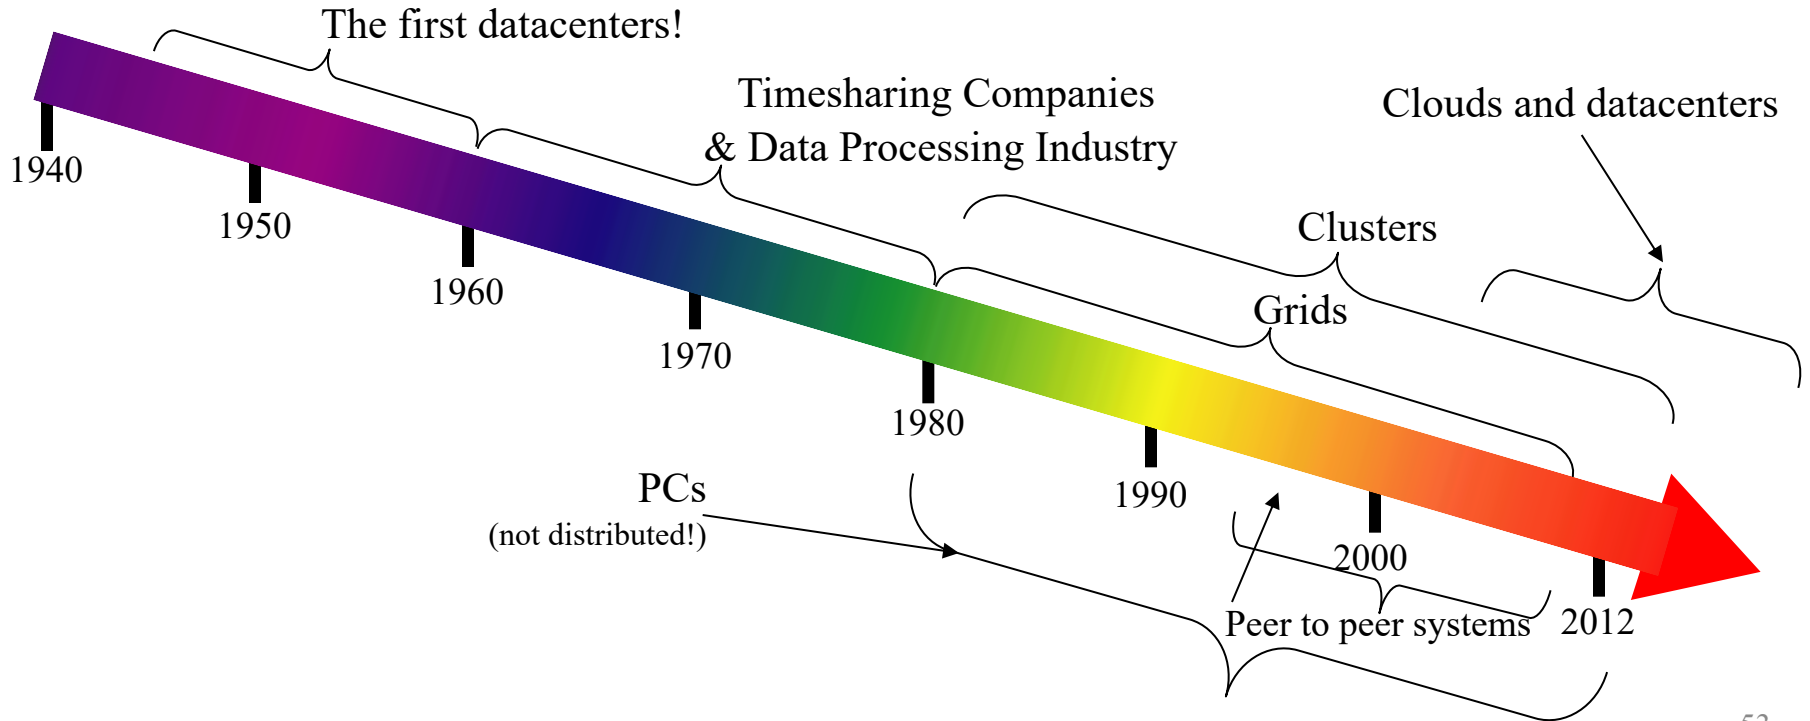 The first datacenters!
Timesharing Companies
& Data Processing Industry
Clouds and datacenters
Clusters
Grids
1940
1950
1960
1970
1980
1990
2000
2012
PCs
(not distributed!)
Peer to peer systems